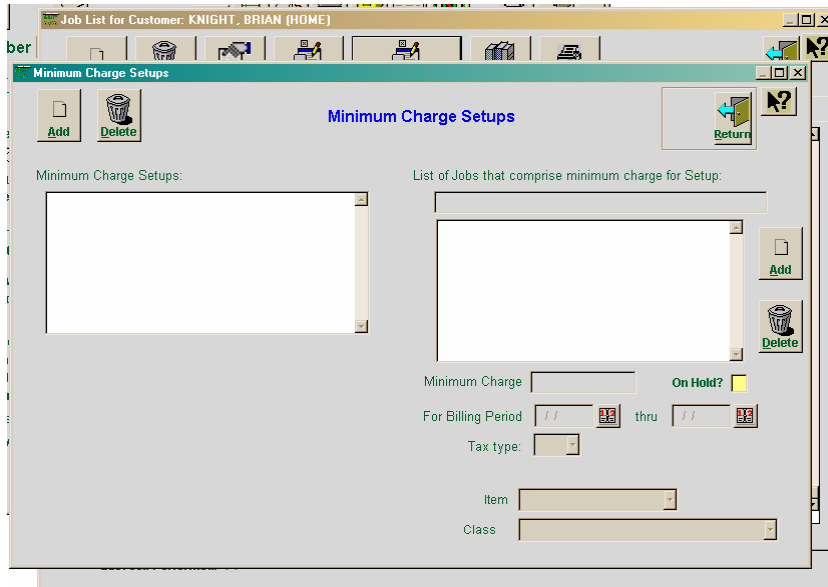 Job List for Customer: KNIGHT, BRIAN (HOME)
ber
Minimum Charge Setups
Add
Delete
Minimum Charge Setups
Return
?
Minimum Charge Setups:
List of Jobs that comprise minimum charge for Setup:
Add
Delete
Minimum Charge
On Hold?
For Billing Period / / thru / /
Tax type:
Item
Class